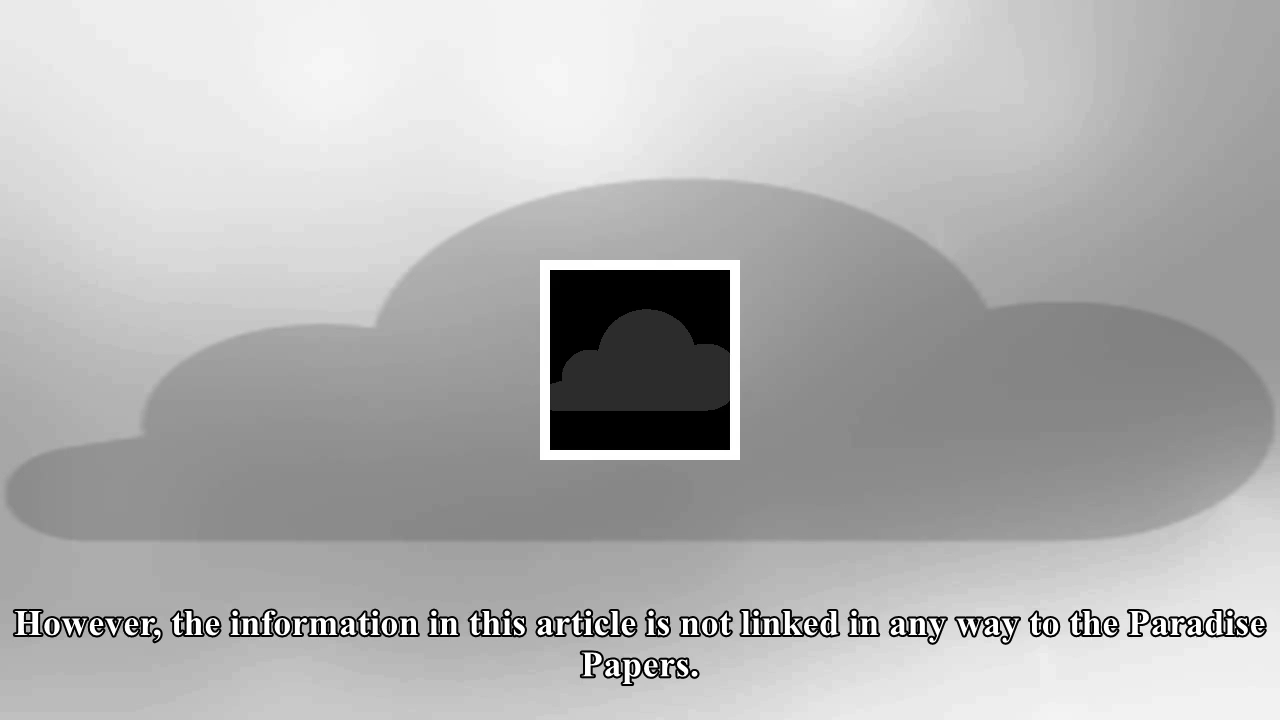 However, the information in this article is not linked in any way to the Paradise
Papers.